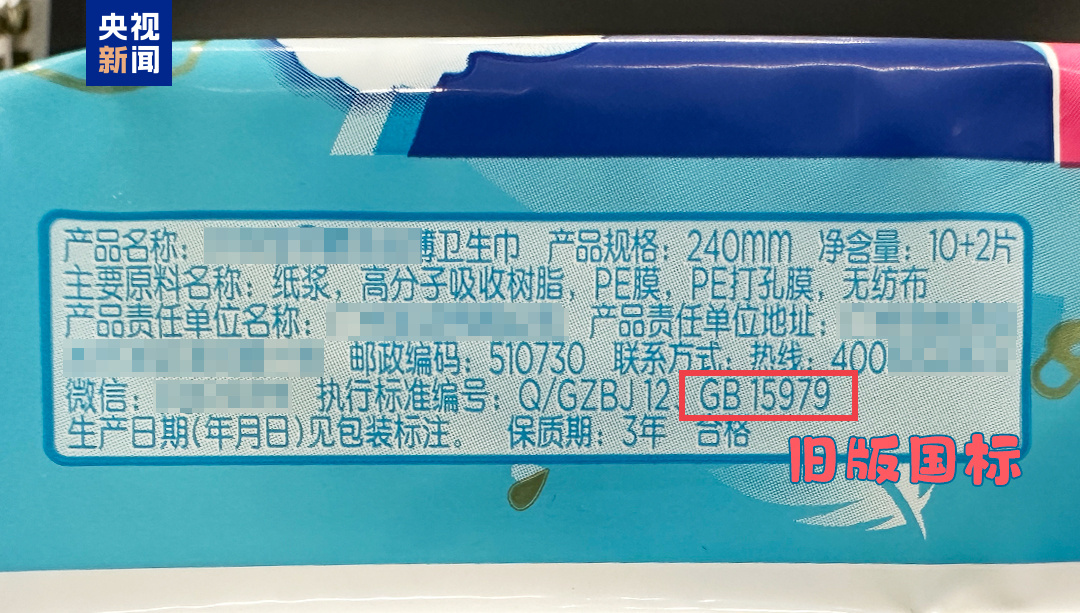 央视
新闻
产品名称：薄卫生巾 产品规格：240mm 净含量：10+2片
主要原料名称：纸浆，高分子吸收树脂，PE膜，PE打孔膜，无纺布
产品责任单位名称： 产品责任单位地址：
邮政编码：510730 联系方式：热线：400
微信： 执行标准编号：Q/GZBJ 12 GB 15979
生产日期(年月日)见包装标注。 保质期：3年 合格
旧版国标